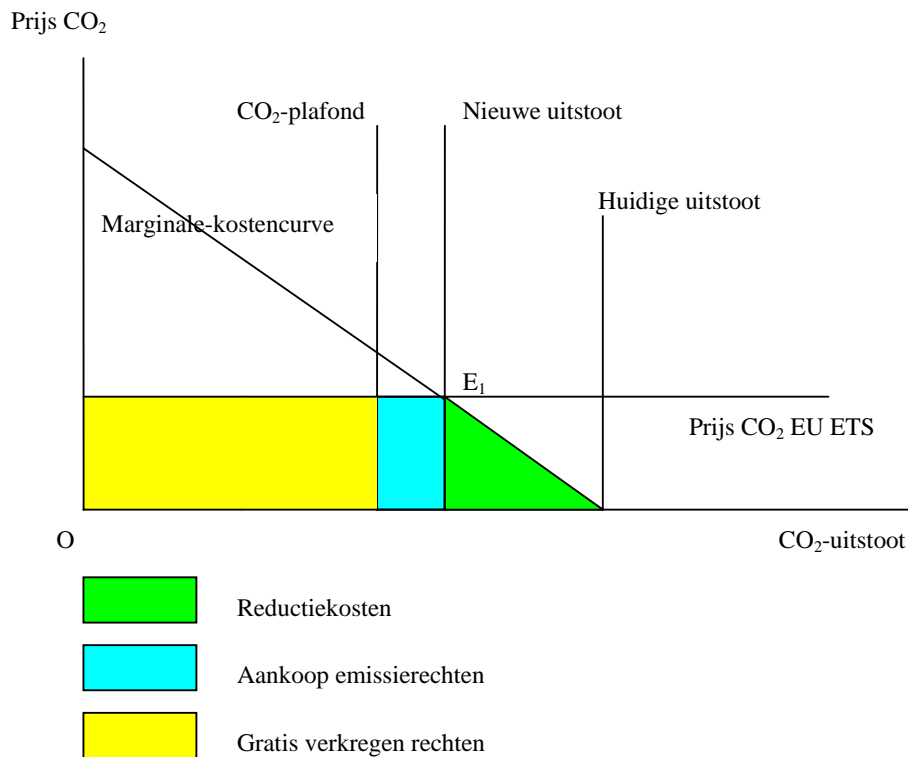 Prijs CO₂
CO₂-plafond
Nieuwe uitstoot
Huidige uitstoot
Marginale-kostencurve
E₁
Prijs CO₂ EU ETS
O
CO₂-uitstoot
Reductiekosten
Aankoop emissierechten
Gratis verkregen rechten